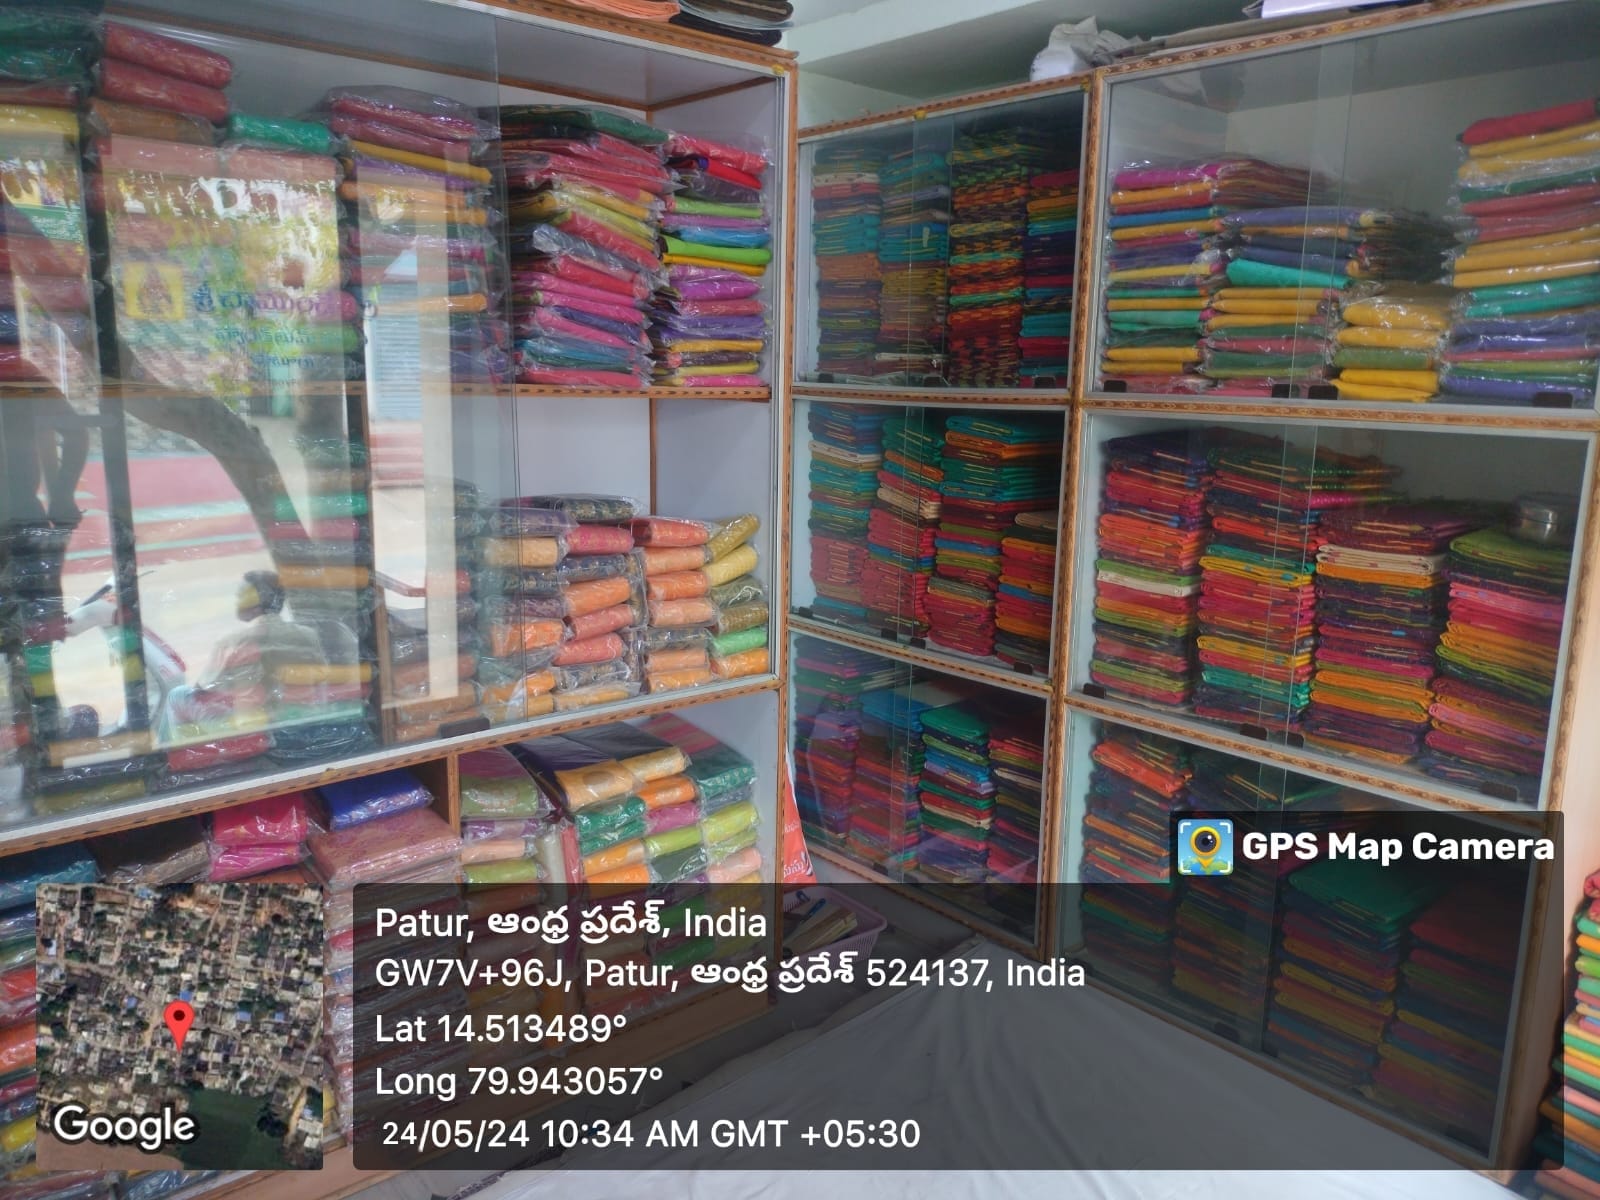 GPS Map Camera
Patur, ఆంధ్ర ప్రదేశ్, India
GW7V+96J, Patur, ఆంధ్ర ప్రదేశ్ 524137, India
Lat 14.513489°
Long 79.943057°
24/05/24 10:34 AM GMT +05:30
Google